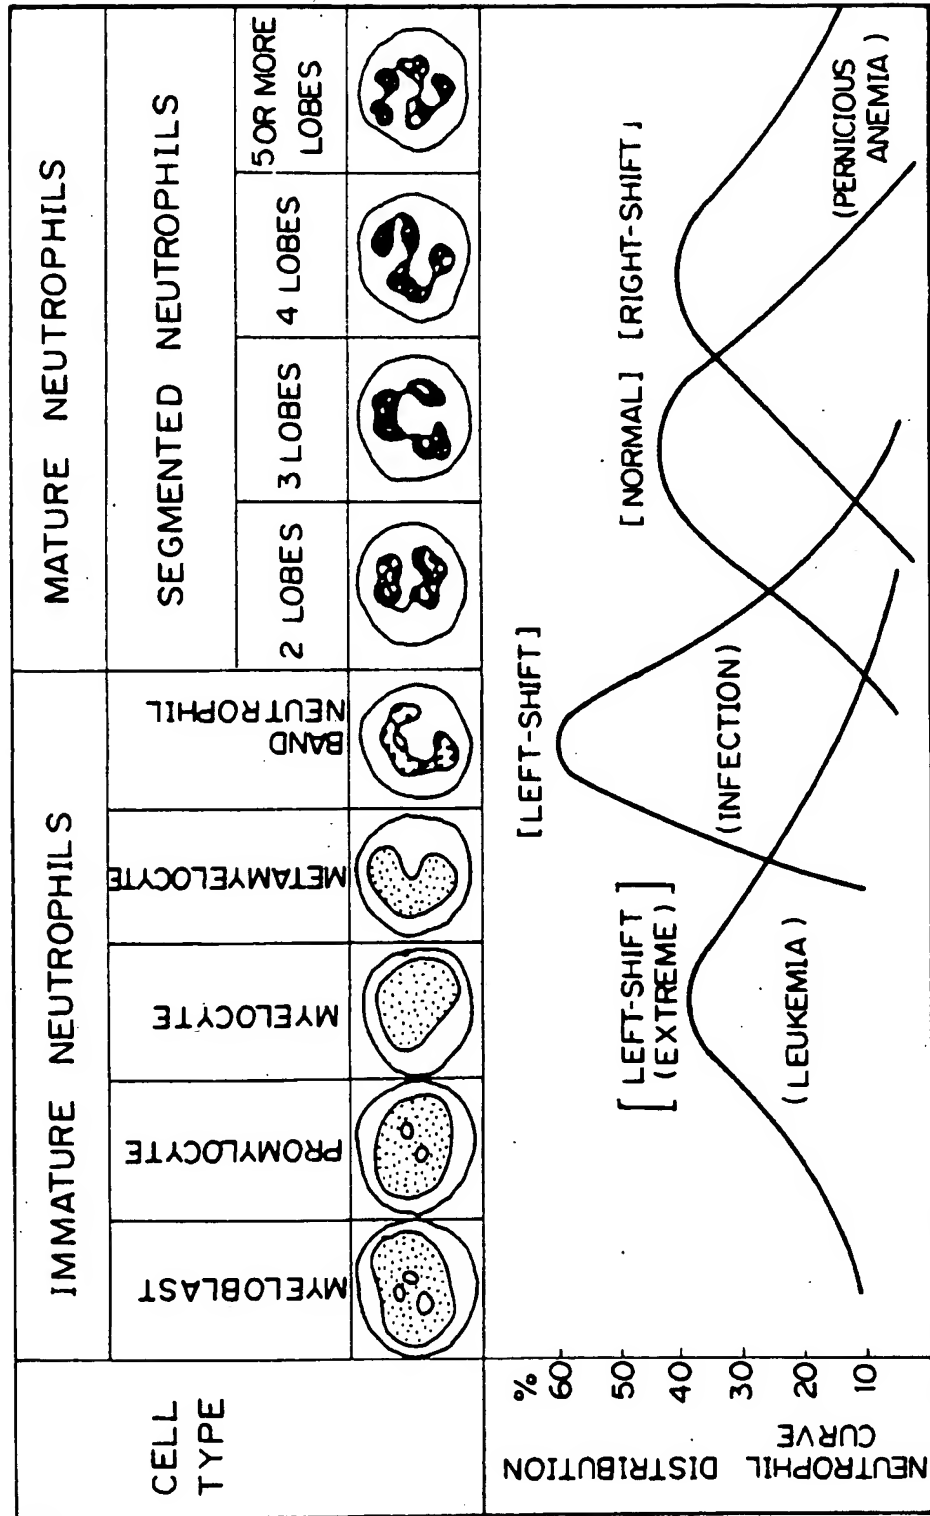 CELL
TYPE
IMMATURE NEUTROPHILS
MATURE NEUTROPHILS
MYELOBLAST
PROMYLOCYTE
MYELOCYTE
METAMYELOCYTE
BAND
NEUTROPHIL
SEGMENTED NEUTROPHILS
2 LOBES
3 LOBES
4 LOBES
5 OR MORE
LOBES
NEUTROPHIL DISTRIBUTION
CURVE
%
60
50
40
30
20
10
[LEFT-SHIFT
(EXTREME)]
(LEUKEMIA)
[LEFT-SHIFT]
(INFECTION)
[NORMAL]
[RIGHT-SHIFT]
(PERNICIOUS
ANEMIA)